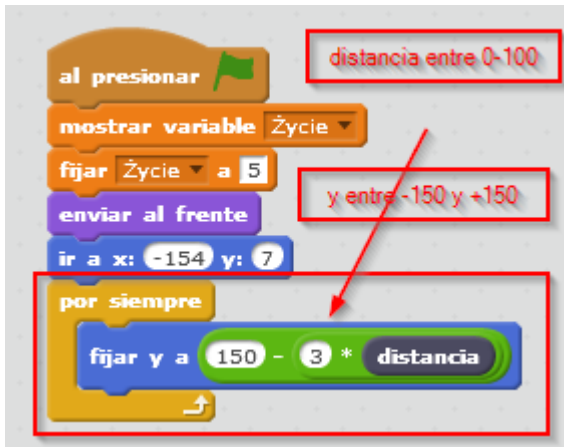 distancia entre 0-100
al presionar
mostrar variable Życie
fijar Życie a 5
y entre -150 y +150
enviar al frente
ir a x: -154 y: 7
por siempre
fijar y a 150 - 3 * distancia